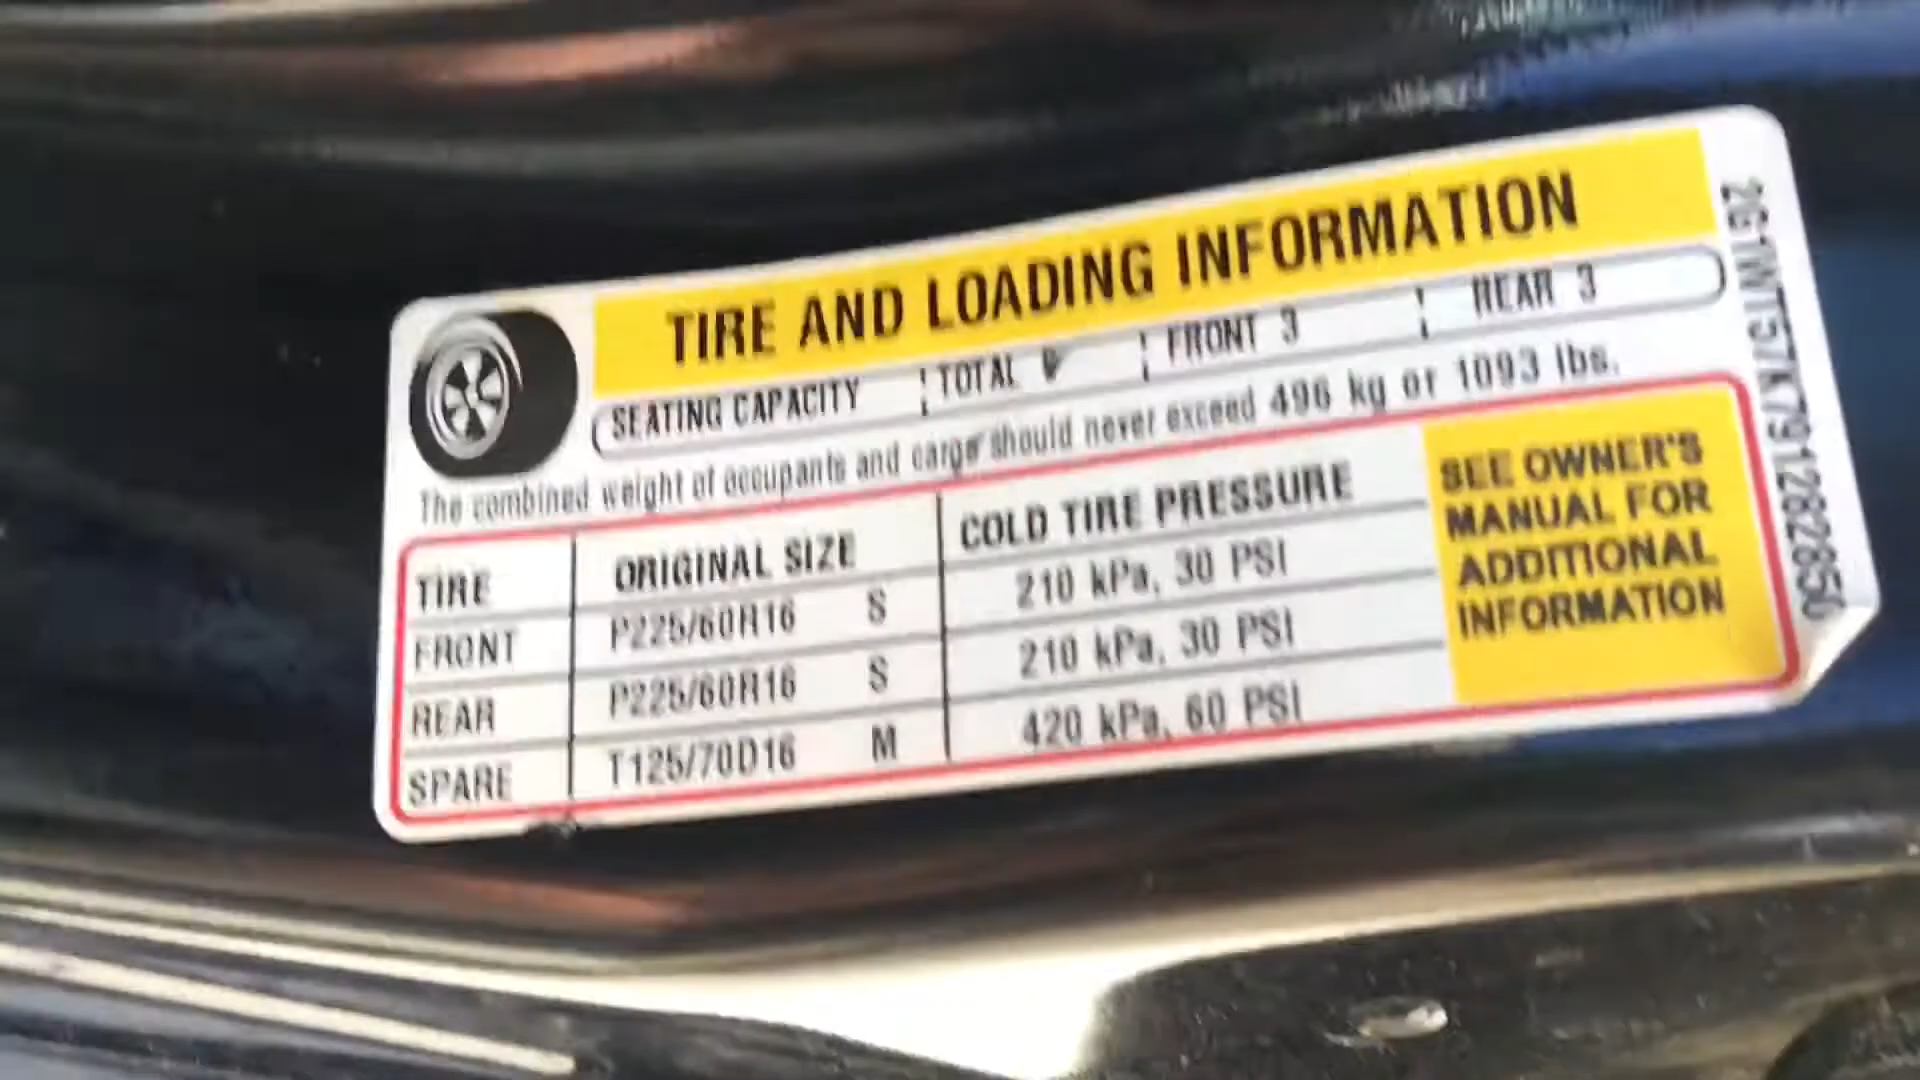 TIRE AND LOADING INFORMATION
SEATING CAPACITY TOTAL FRONT 3 REAR 3
The combined weight of occupants and cargo should never exceed 496 kg or 1093 lbs.
TIRE ORIGINAL SIZE COLD TIRE PRESSURE
FRONT P225/60R16 S 210 kPa, 30 PSI
REAR P225/60R16 S 210 kPa, 30 PSI
SPARE T125/70D16 M 420 kPa, 60 PSI
SEE OWNER'S
MANUAL FOR
ADDITIONAL
INFORMATION